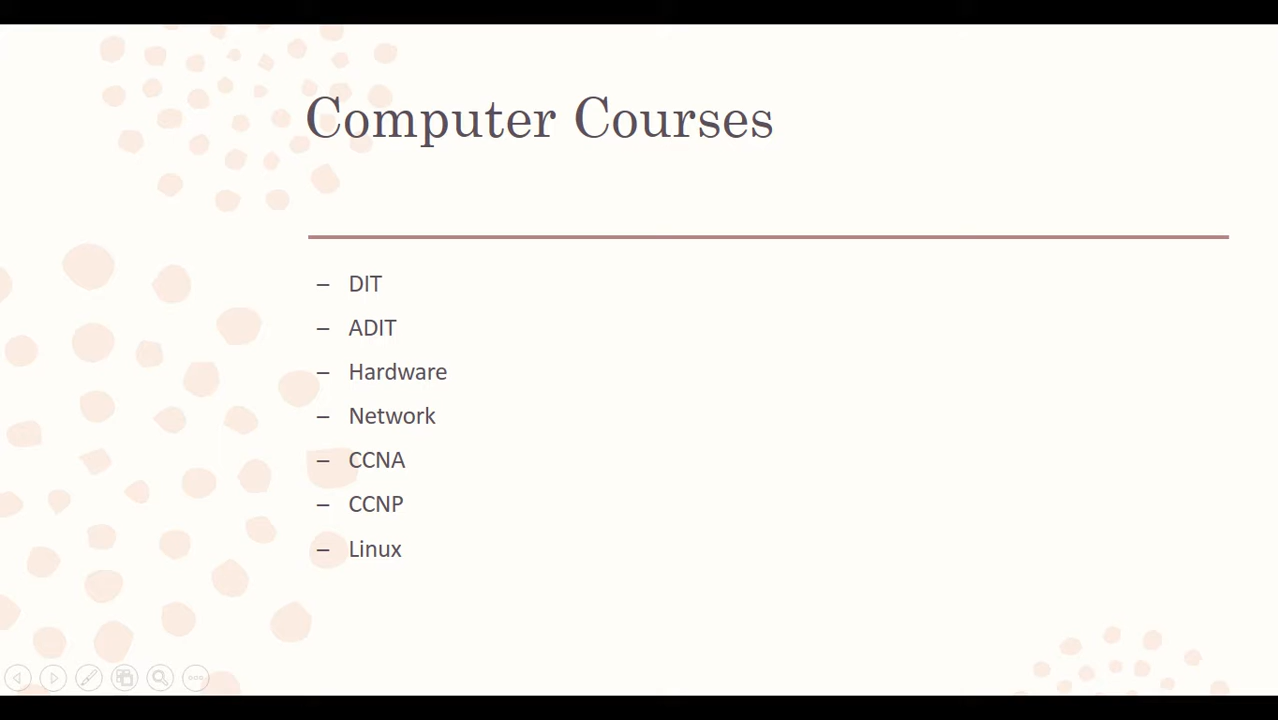 Computer Courses
– DIT
– ADIT
– Hardware
– Network
– CCNA
– CCNP
– Linux